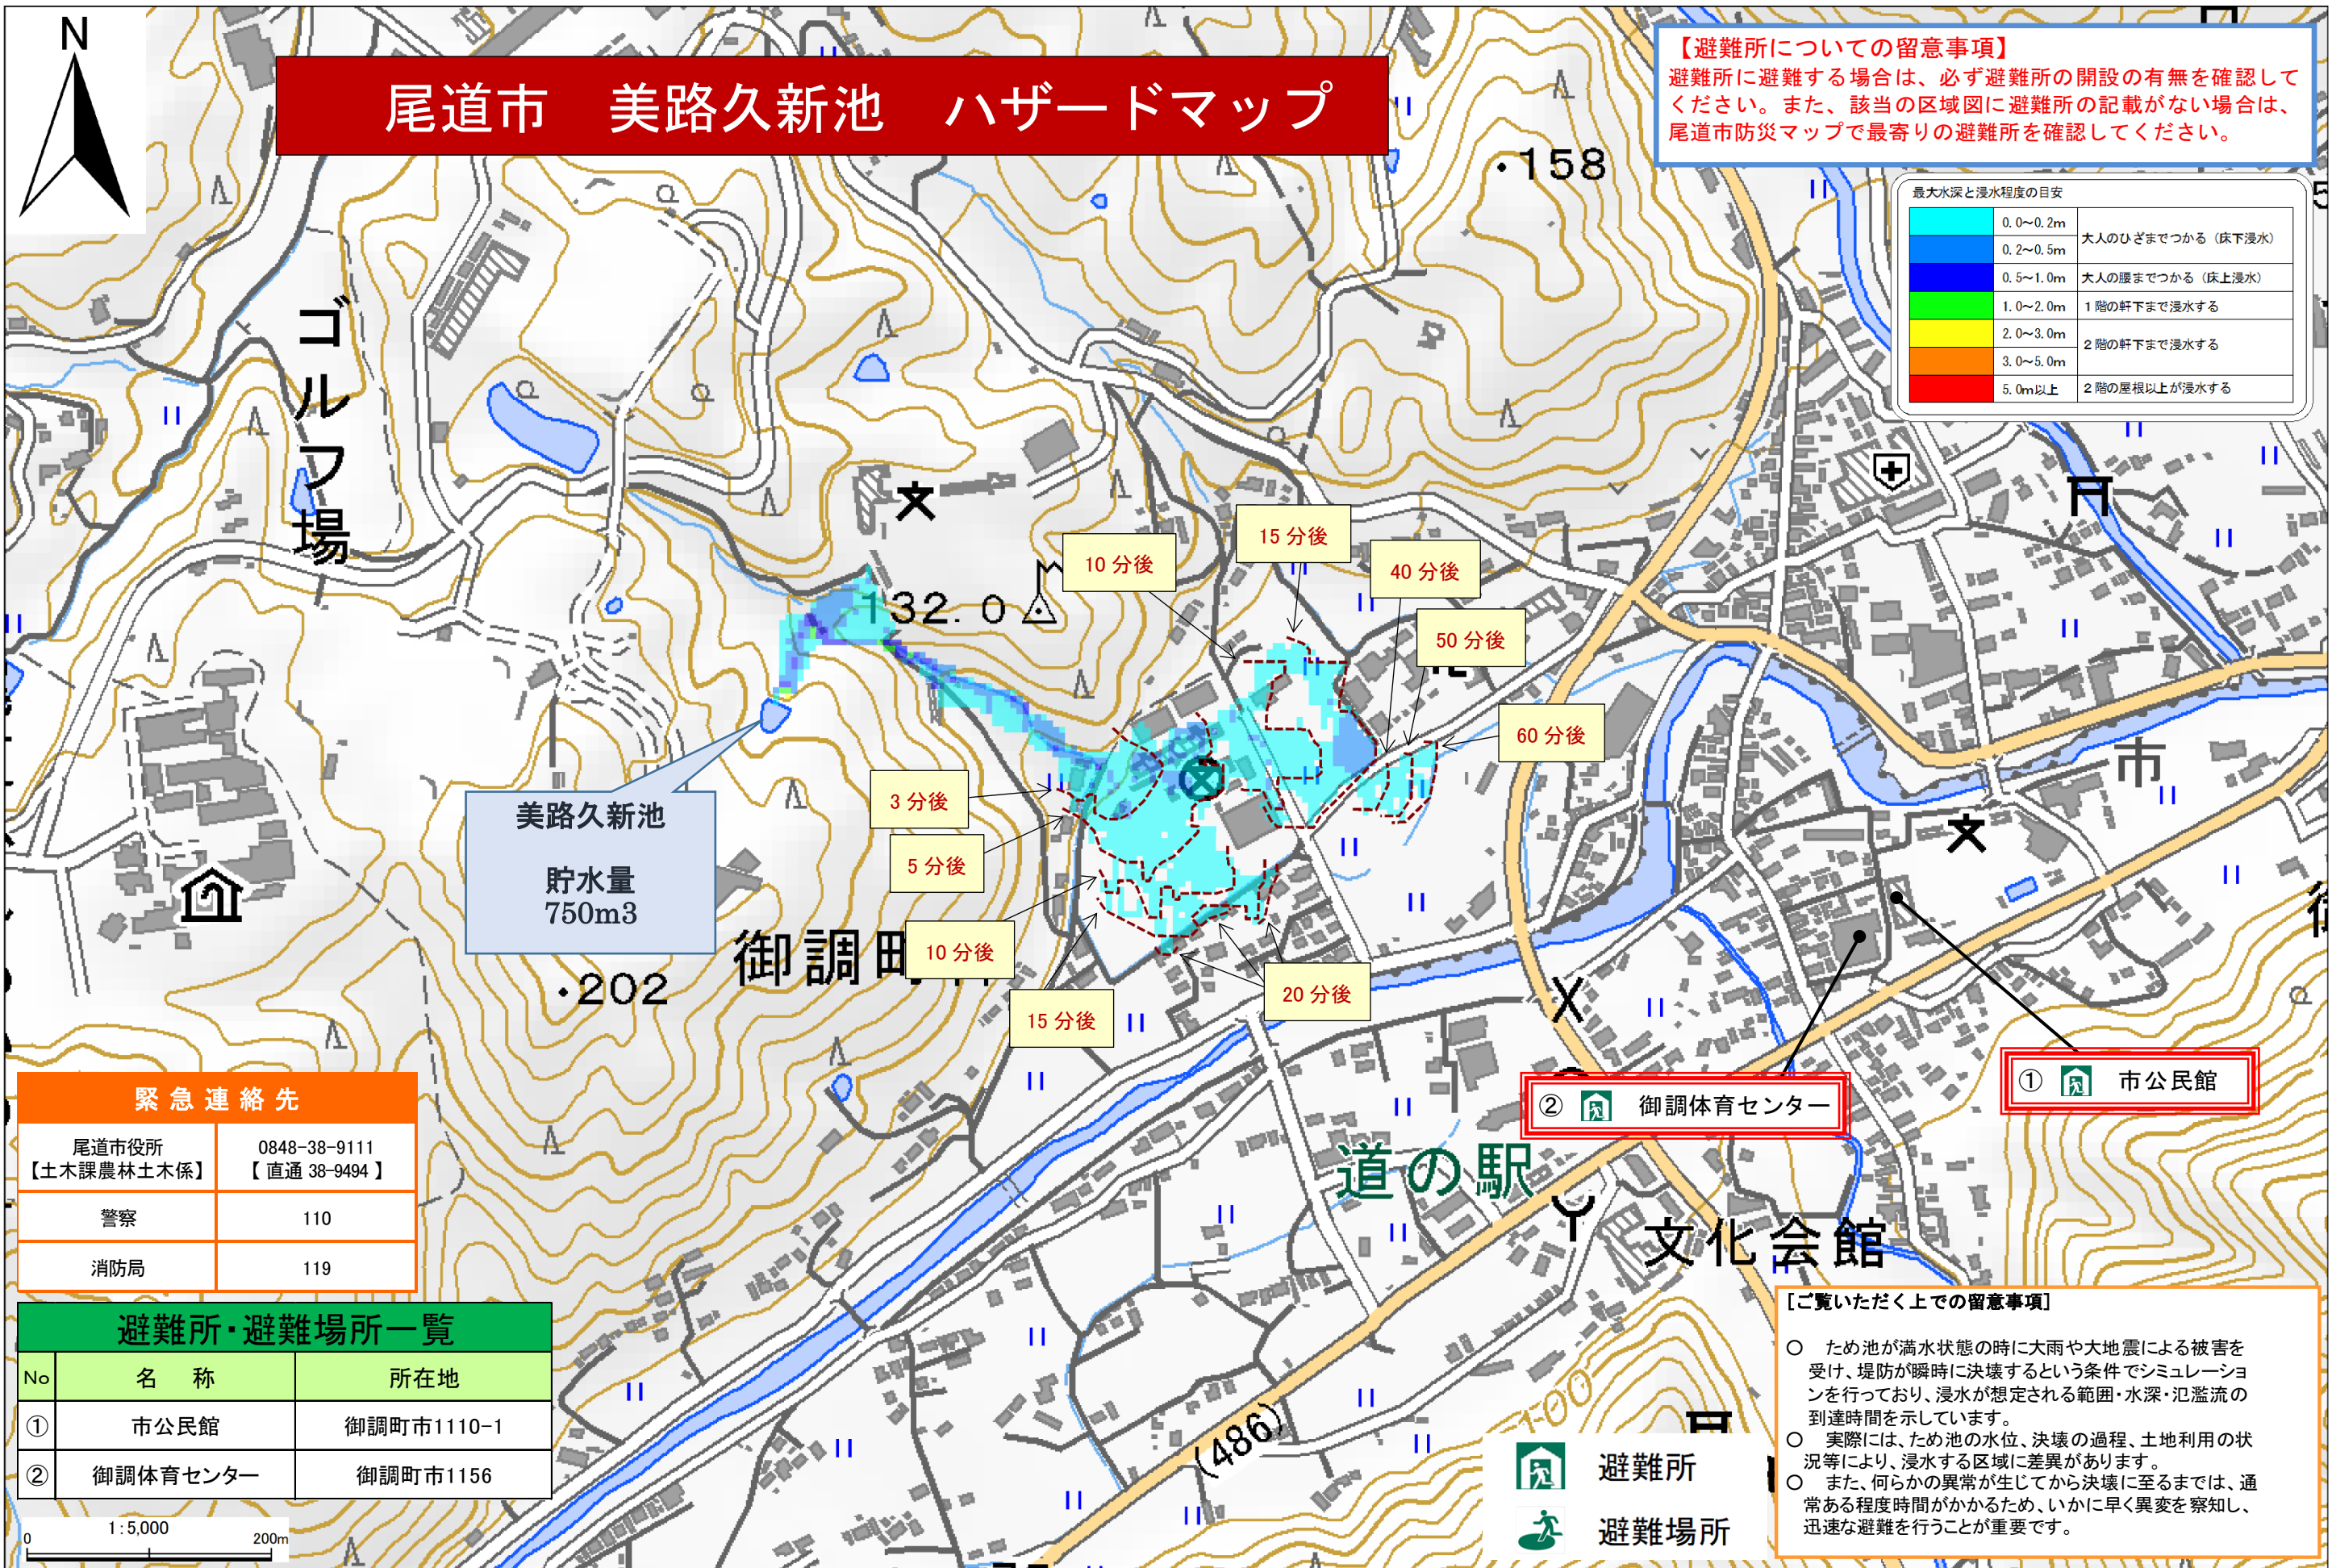 N
尾道市　美路久新池　ハザードマップ
【避難所についての留意事項】
避難所に避難する場合は、必ず避難所の開設の有無を確認して
ください。また、該当の区域図に避難所の記載がない場合は、
尾道市防災マップで最寄りの避難所を確認してください。
最大水深と浸水程度の目安
0.0～0.2m
大人のひざまでつかる（床下浸水）
0.2～0.5m
0.5～1.0m　大人の腰までつかる（床上浸水）
1.0～2.0m　1階の軒下まで浸水する
2.0～3.0m
2階の軒下まで浸水する
3.0～5.0m
5.0m以上　2階の屋根以上が浸水する
・158
ゴルフ場
132.0
10分後
15分後
40分後
50分後
60分後
3分後
5分後
10分後
15分後
20分後
美路久新池
貯水量
750m3
・202
御調町
市
① 市公民館
② 御調体育センター
道の駅
文化会館
(486)
100
緊急連絡先
尾道市役所
【土木課農林土木係】
0848-38-9111
【 直通 38-9494 】
警察　110
消防局　119
避難所・避難場所一覧
No　名　称　所在地
①　市公民館　御調町市1110-1
②　御調体育センター　御調町市1156
1:5,000
0　200m
避難所
避難場所
[ご覧いただく上での留意事項]
○　ため池が満水状態の時に大雨や大地震による被害を
受け、堤防が瞬時に決壊するという条件でシミュレーショ
ンを行っており、浸水が想定される範囲・水深・氾濫流の
到達時間を示しています。
○　実際には、ため池の水位、決壊の過程、土地利用の状
況等により、浸水する区域に差異があります。
○　また、何らかの異常が生じてから決壊に至るまでは、通
常ある程度時間がかかるため、いかに早く異変を察知し、
迅速な避難を行うことが重要です。